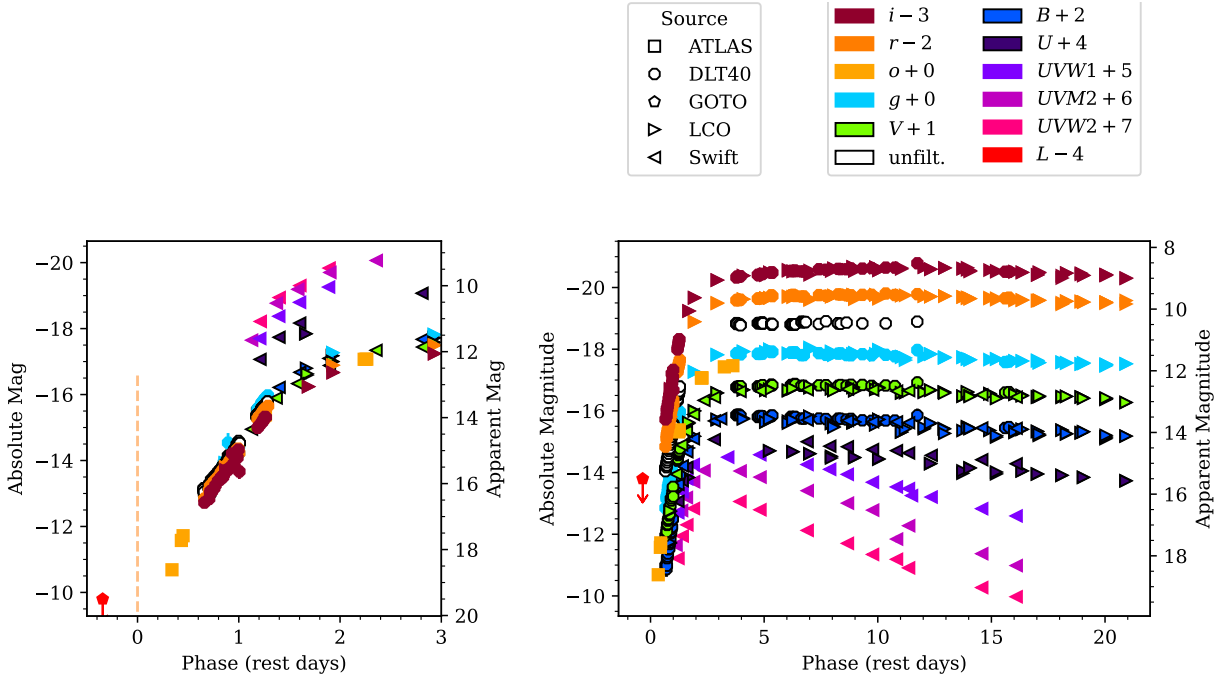 Source
ATLAS
DLT40
GOTO
LCO
Swift
i − 3
r − 2
o + 0
g + 0
V + 1
unfilt.
B + 2
U + 4
UVW1 + 5
UVM2 + 6
UVW2 + 7
L − 4
Absolute Mag
−20
−18
−16
−14
−12
−10
0
1
2
3
Phase (rest days)
10
12
14
16
18
20
Apparent Mag
Absolute Magnitude
−20
−18
−16
−14
−12
−10
0
5
10
15
20
Phase (rest days)
8
10
12
14
16
18
Apparent Magnitude